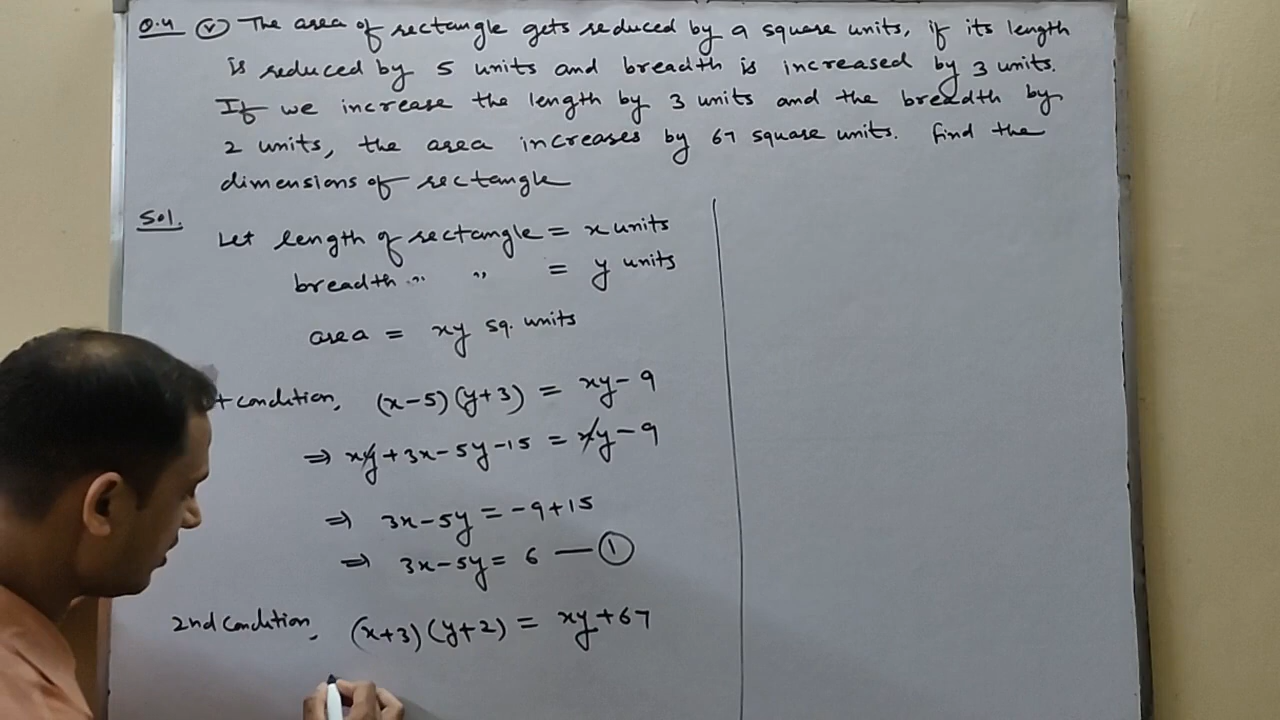 Q.4 (v) The area of rectangle gets reduced by 9 square units, if its length
is reduced by 5 units and breadth is increased by 3 units.
If we increase the length by 3 units and the breadth by
2 units, the area increases by 67 square units. find the
dimensions of rectangle
Sol.
Let length of rectangle = x units
breadth " " = y units
area = xy sq. units
t condition, (x-5)(y+3) = xy-9
⇒ xy+3x-5y-15 = xy-9
⇒ 3x-5y = -9+15
⇒ 3x-5y = 6 — ①
2nd condition, (x+3)(y+2) = xy+67